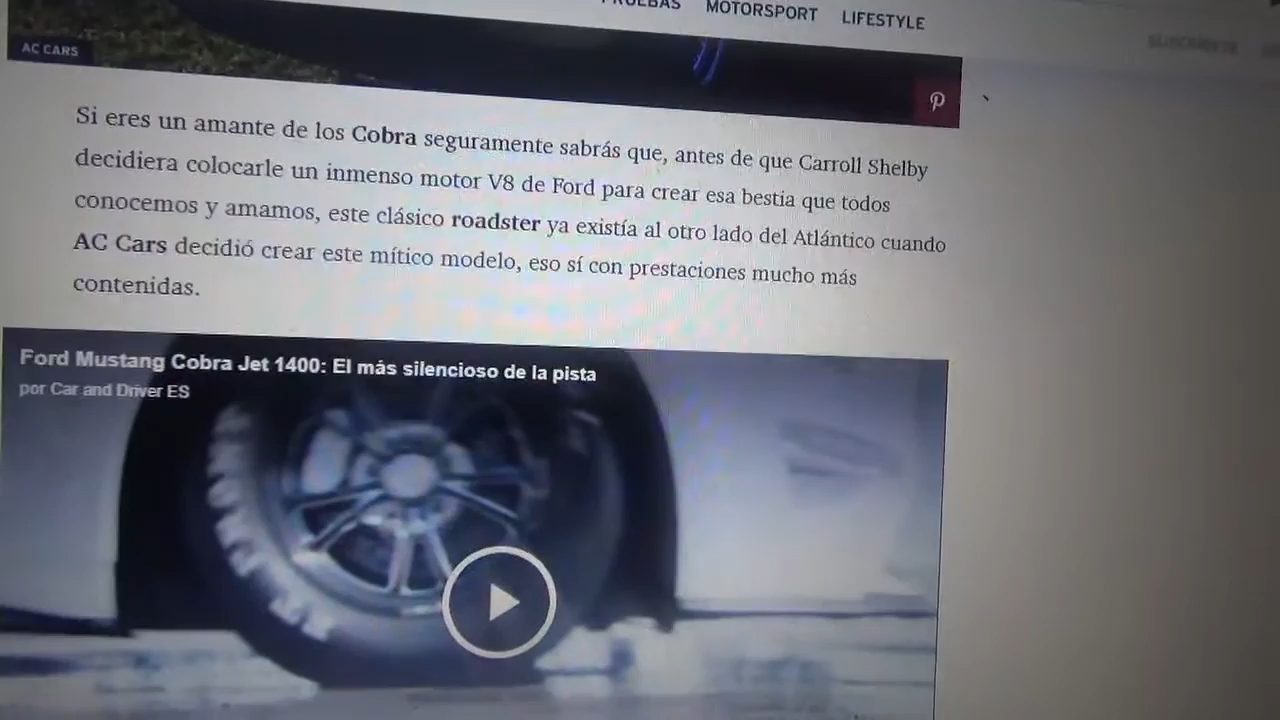 PRUEBAS MOTORSPORT LIFESTYLE
AC CARS
Si eres un amante de los Cobra seguramente sabrás que, antes de que Carroll Shelby
decidiera colocarle un inmenso motor V8 de Ford para crear esa bestia que todos
conocemos y amamos, este clásico roadster ya existía al otro lado del Atlántico cuando
AC Cars decidió crear este mítico modelo, eso sí con prestaciones mucho más
contenidas.
Ford Mustang Cobra Jet 1400: El más silencioso de la pista
por Car and Driver ES